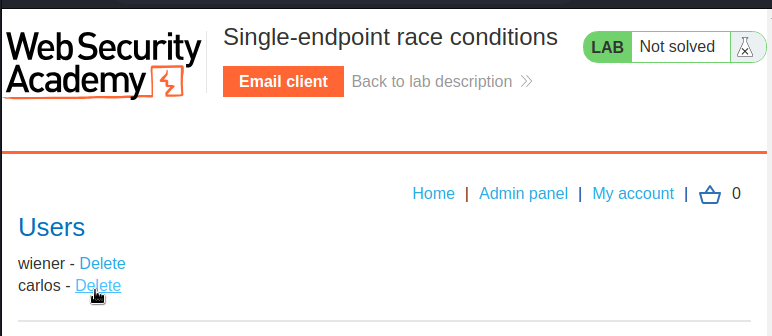 Web Security
Academy
Single-endpoint race conditions
LAB Not solved
Email client Back to lab description
Home | Admin panel | My account | 0
Users
wiener - Delete
carlos - Delete